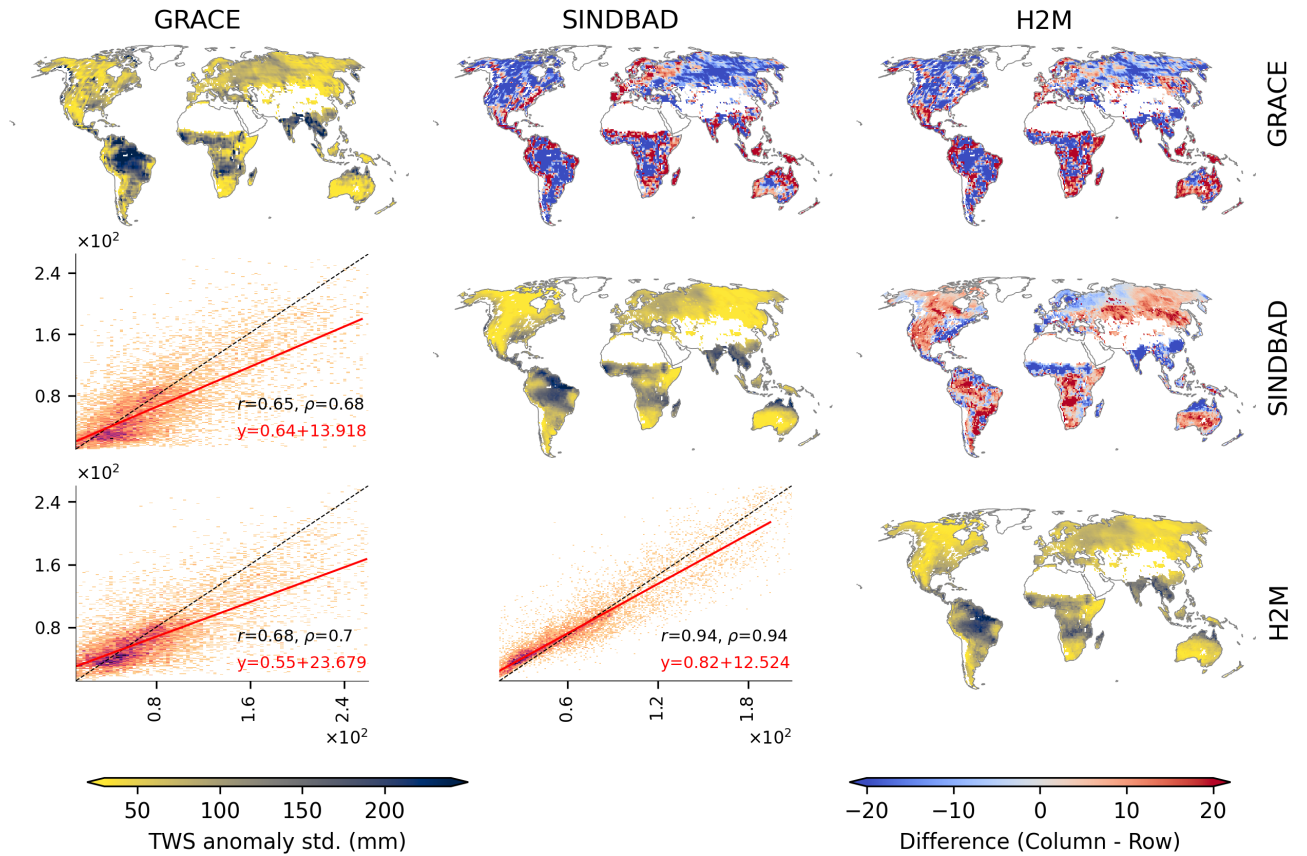 GRACE SINDBAD H2M
GRACE
×10²
2.4
1.6
0.8
r=0.65, ρ=0.68
y=0.64+13.918
SINDBAD
×10²
2.4
1.6
0.8
r=0.68, ρ=0.7
y=0.55+23.679
0.8 1.6 2.4
×10²
r=0.94, ρ=0.94
y=0.82+12.524
0.6 1.2 1.8
×10²
H2M
50 100 150 200
TWS anomaly std. (mm)
−20 −10 0 10 20
Difference (Column - Row)